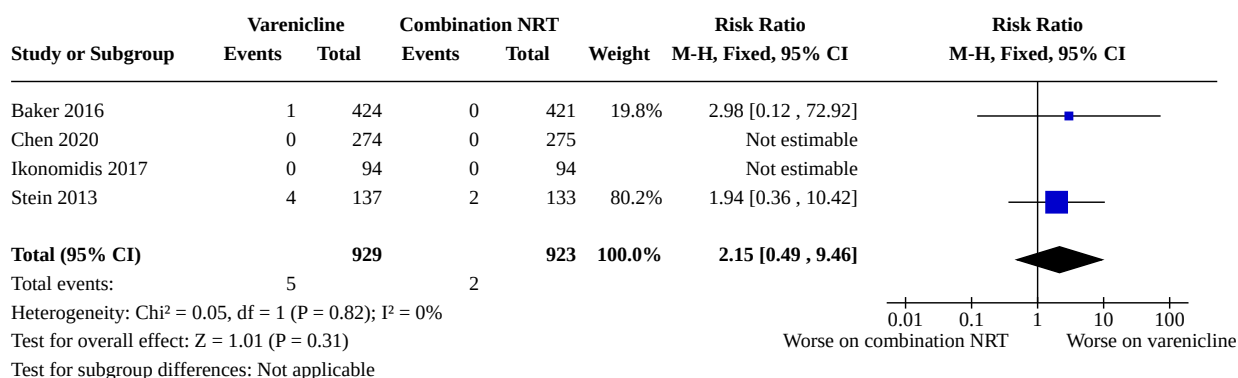 Varenicline Combination NRT Risk Ratio Risk Ratio
Study or Subgroup Events Total Events Total Weight M-H, Fixed, 95% CI M-H, Fixed, 95% CI
Baker 2016 1 424 0 421 19.8% 2.98 [0.12 , 72.92]
Chen 2020 0 274 0 275 Not estimable
Ikonomidis 2017 0 94 0 94 Not estimable
Stein 2013 4 137 2 133 80.2% 1.94 [0.36 , 10.42]
Total (95% CI) 929 923 100.0% 2.15 [0.49 , 9.46]
Total events: 5 2
Heterogeneity: Chi² = 0.05, df = 1 (P = 0.82); I² = 0%
0.01 0.1 1 10 100
Test for overall effect: Z = 1.01 (P = 0.31) Worse on combination NRT Worse on varenicline
Test for subgroup differences: Not applicable